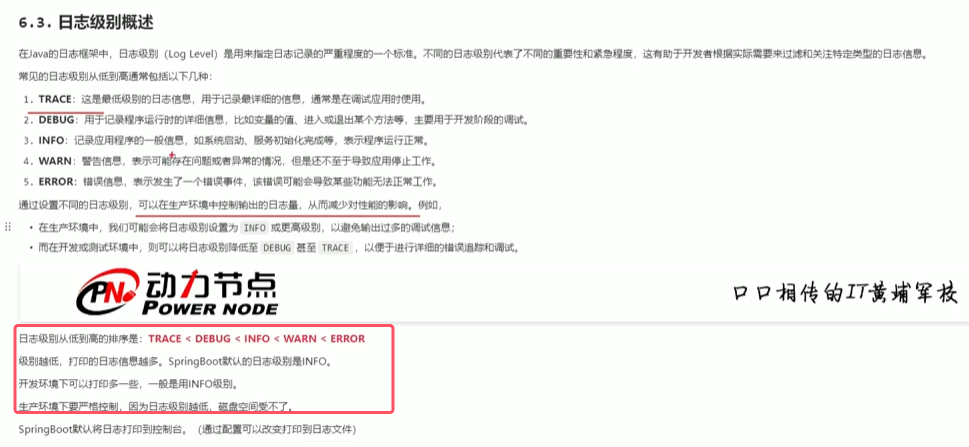 6.3. 日志级别概述
在Java的日志框架中，日志级别（Log Level）是用来指定日志记录的严重程度的一个标准。不同的日志级别代表了不同的重要性和紧急程度，这有助于开发者根据实际需要来过滤和关注特定类型的日志信息。
常见的日志级别从低到高通常包括以下几种：
1. TRACE：这是最低级别的日志信息，用于记录最详细的信息，通常是在调试应用时使用。
2. DEBUG：用于记录程序运行时的详细信息，比如变量的值、进入或退出某个方法等，主要用于开发阶段的调试。
3. INFO：记录应用程序的一般信息，如系统启动、服务初始化完成等，表示程序运行正常。
4. WARN：警告信息，表示可能存在问题或者异常的情况，但是还不至于导致应用停止工作。
5. ERROR：错误信息，表示发生了一个错误事件，该错误可能会导致某些功能无法正常工作。
通过设置不同的日志级别，可以在生产环境中控制输出的日志量，从而减少对性能的影响。例如，
• 在生产环境中，我们可能会将日志级别设置为 INFO 或更高级别，以避免输出过多的调试信息；
• 而在开发或测试环境中，则可以将日志级别降低至 DEBUG 甚至 TRACE ，以便于进行详细的错误追踪和调试。
PN 动力节点
POWER NODE
口口相传的IT黄埔军校
日志级别从低到高的排序是：TRACE < DEBUG < INFO < WARN < ERROR
级别越低，打印的日志信息越多。SpringBoot默认的日志级别是INFO。
开发环境下可以打印多一些，一般是用INFO级别。
生产环境下要严格控制，因为日志级别越低，磁盘空间受不了。
SpringBoot默认将日志打印到控制台。（通过配置可以改变打印到日志文件）